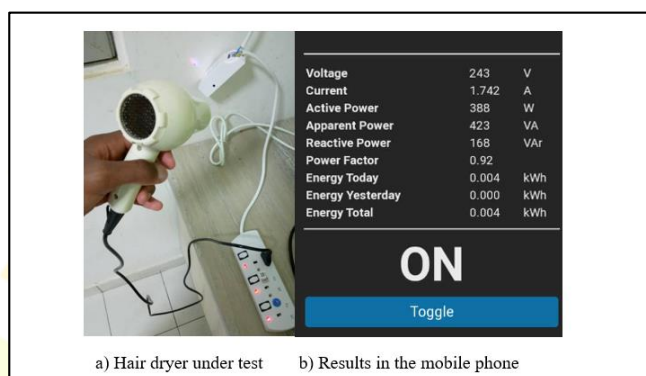 Voltage 243 V
Current 1.742 A
Active Power 388 W
Apparent Power 423 VA
Reactive Power 168 VAr
Power Factor 0.92
Energy Today 0.004 kWh
Energy Yesterday 0.000 kWh
Energy Total 0.004 kWh
ON
Toggle
a) Hair dryer under test b) Results in the mobile phone